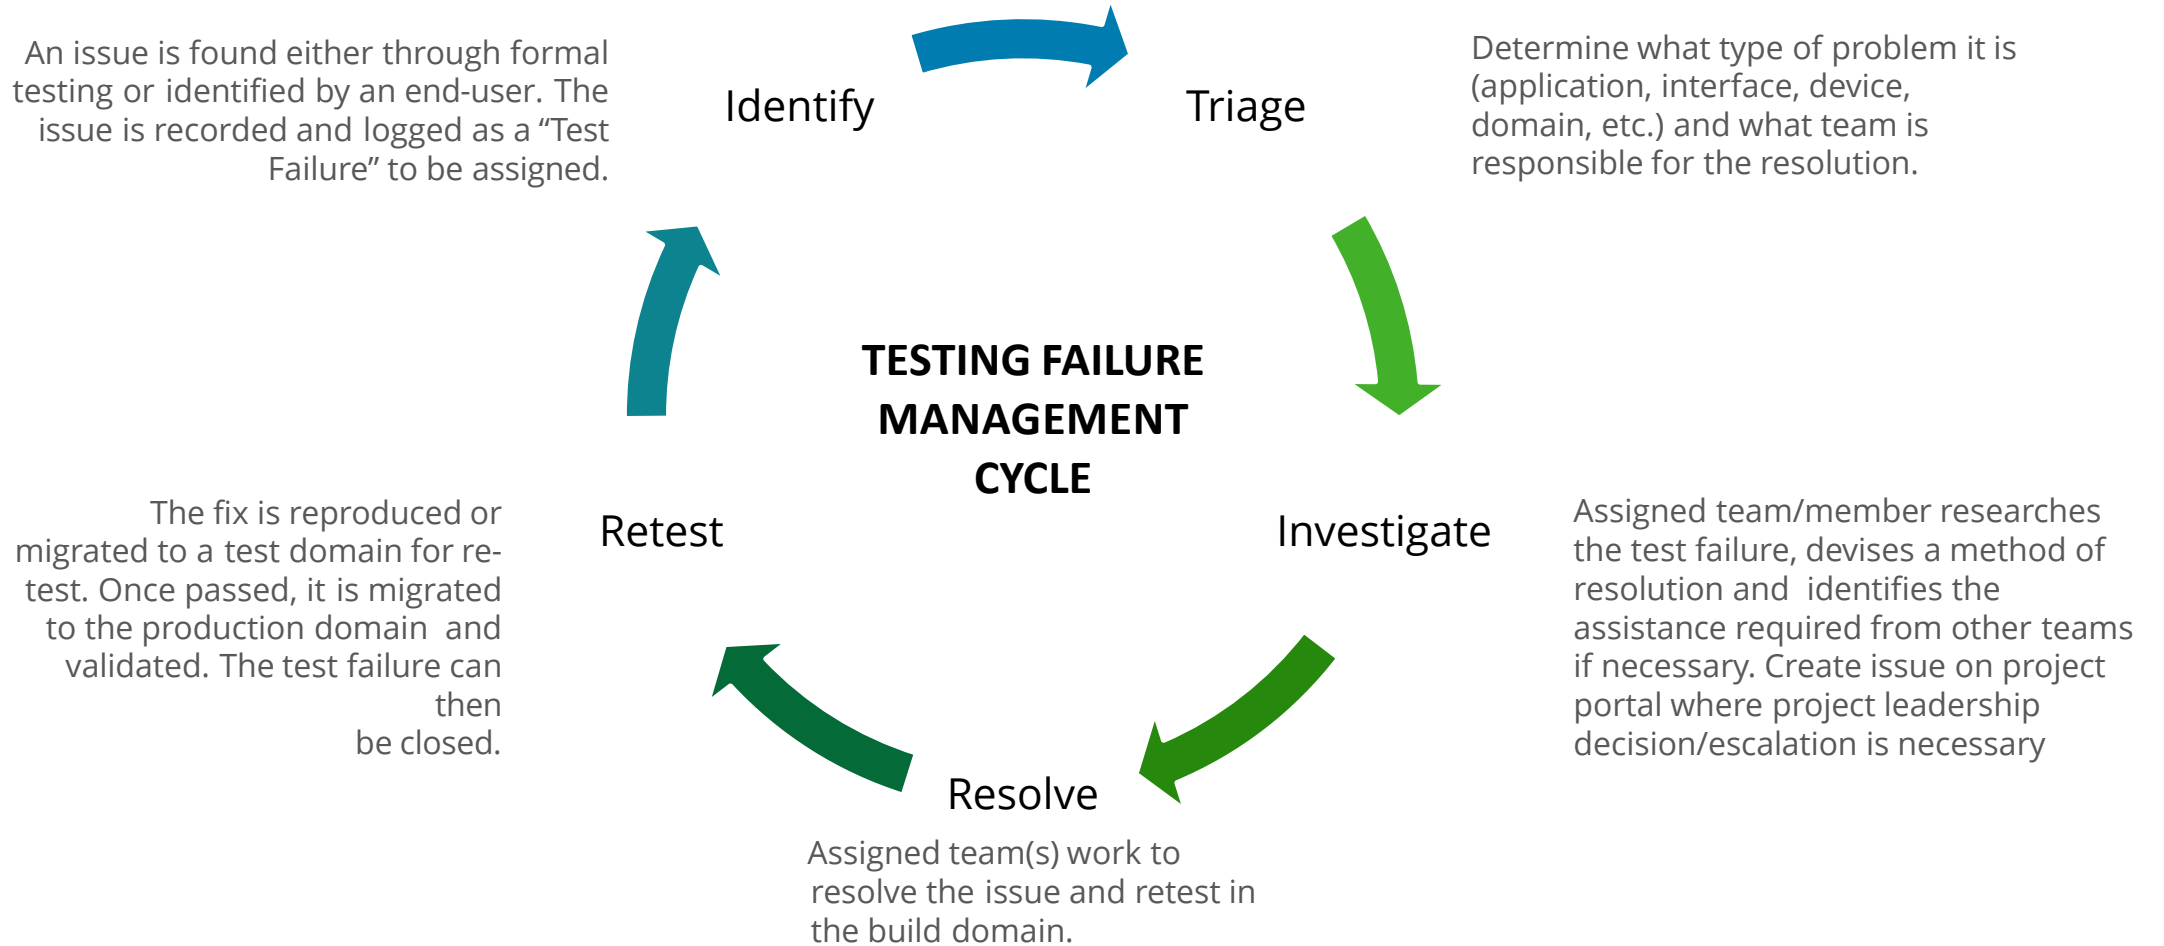 Identify
An issue is found either through formal
testing or identified by an end-user. The
issue is recorded and logged as a “Test
Failure” to be assigned.
Triage
Determine what type of problem it is
(application, interface, device,
domain, etc.) and what team is
responsible for the resolution.
TESTING FAILURE
MANAGEMENT
CYCLE
Investigate
Assigned team/member researches
the test failure, devises a method of
resolution and  identifies the
assistance required from other teams
if necessary. Create issue on project
portal where project leadership
decision/escalation is necessary
Resolve
Assigned team(s) work to
resolve the issue and retest in
the build domain.
Retest
The fix is reproduced or
migrated to a test domain for re-
test. Once passed, it is migrated
to the production domain  and
validated. The test failure can
then
be closed.